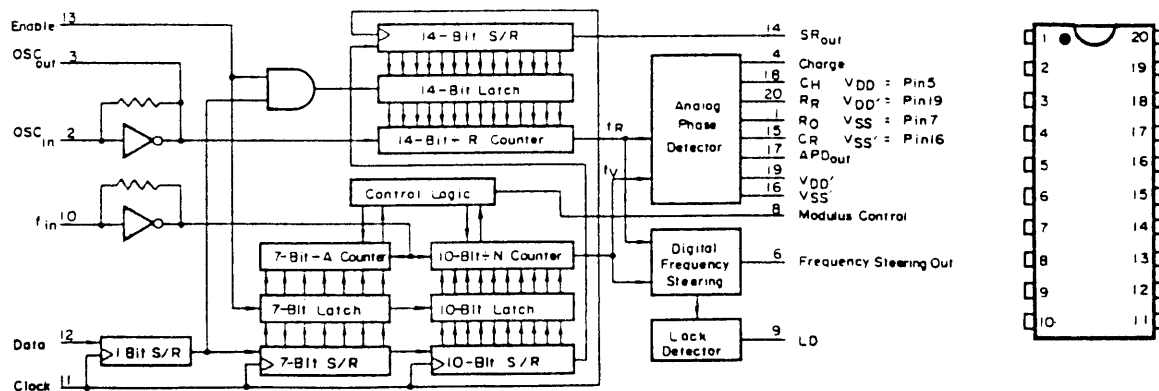 Enable 13
OSCout 3
OSCin 2
fin 10
Data 12
Clock 11
14-Bit S/R
14-Bit Latch
14-Bit ÷ R Counter
Control Logic
7-Bit÷A Counter
10-Bit÷N Counter
7-Bit Latch
10-Bit Latch
1 Bit S/R
7-Bit S/R
10-Bit S/R
fR
fV
Analog
Phase
Detector
Digital
Frequency
Steering
Lock
Detector
14 SRout
4 Charge
18 CH VDD = Pin5
20 RR VDD' = Pin19
1 RO VSS = Pin7
15 CR VSS' = Pin16
17 APDout
19 VDD'
16 VSS'
8 Modulus Control
6 Frequency Steering Out
9 LD
1 20
2 19
3 18
4 17
5 16
6 15
7 14
8 13
9 12
10 11